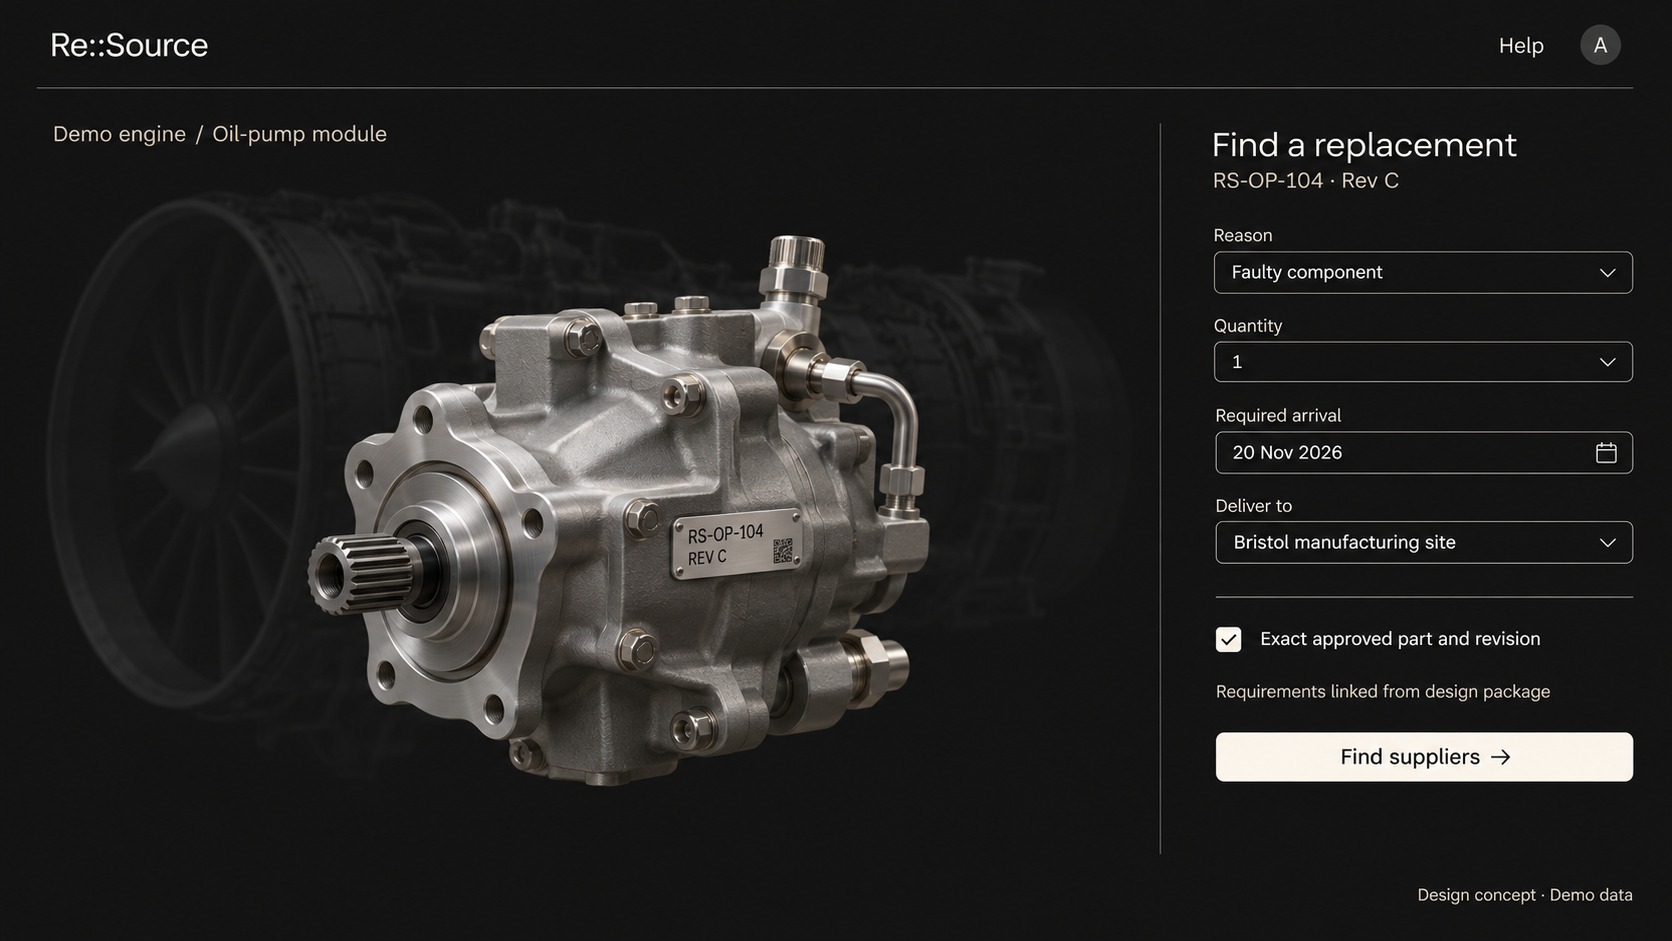 Re::Source
Help
A
Demo engine / Oil-pump module
RS-OP-104
REV C
Find a replacement
RS-OP-104 · Rev C
Reason
Faulty component
Quantity
1
Required arrival
20 Nov 2026
Deliver to
Bristol manufacturing site
Exact approved part and revision
Requirements linked from design package
Find suppliers →
Design concept · Demo data